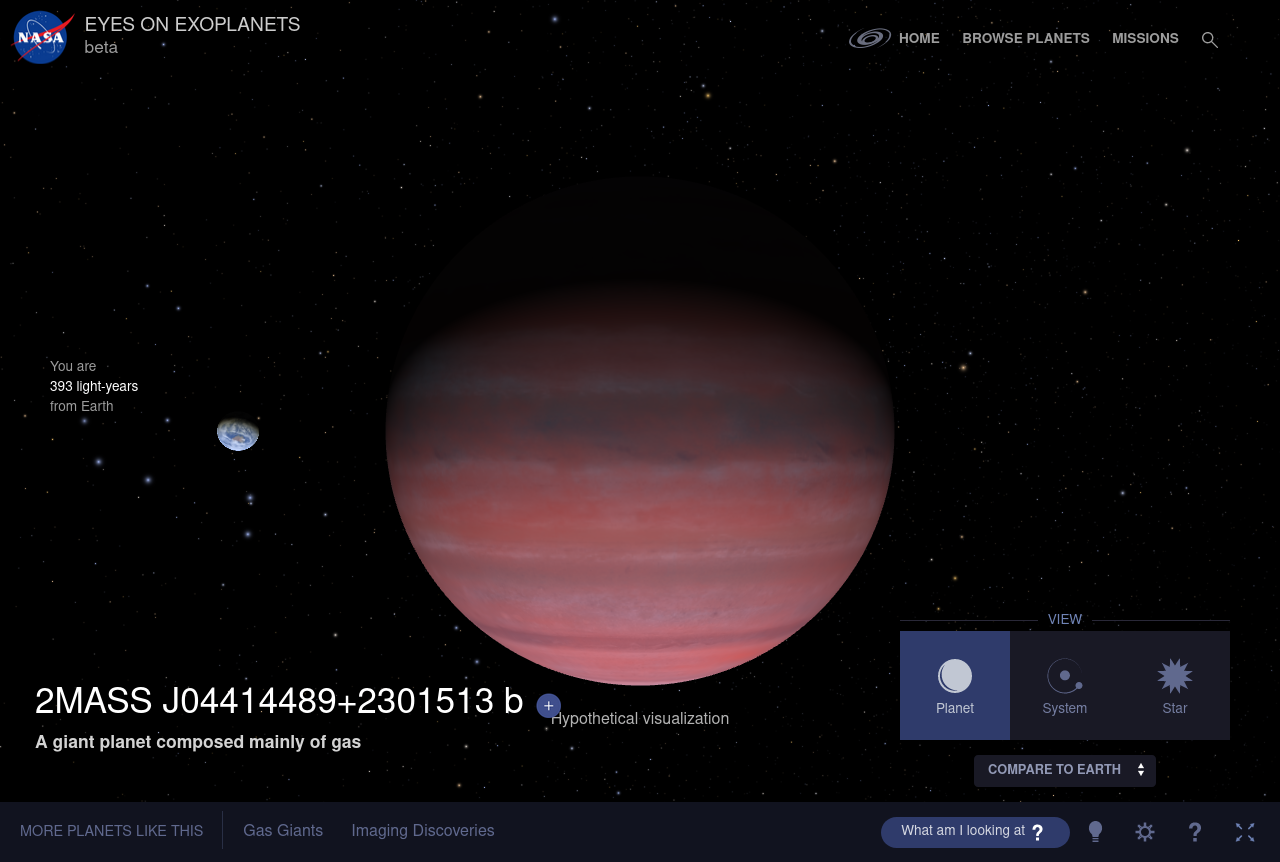 NASA
EYES ON EXOPLANETS
beta
HOME
BROWSE PLANETS
MISSIONS
You are
393 light-years
from Earth
VIEW
Planet
System
Star
2MASS J04414489+2301513 b
+
Hypothetical visualization
A giant planet composed mainly of gas
COMPARE TO EARTH
MORE PLANETS LIKE THIS
Gas Giants
Imaging Discoveries
What am I looking at ?
?